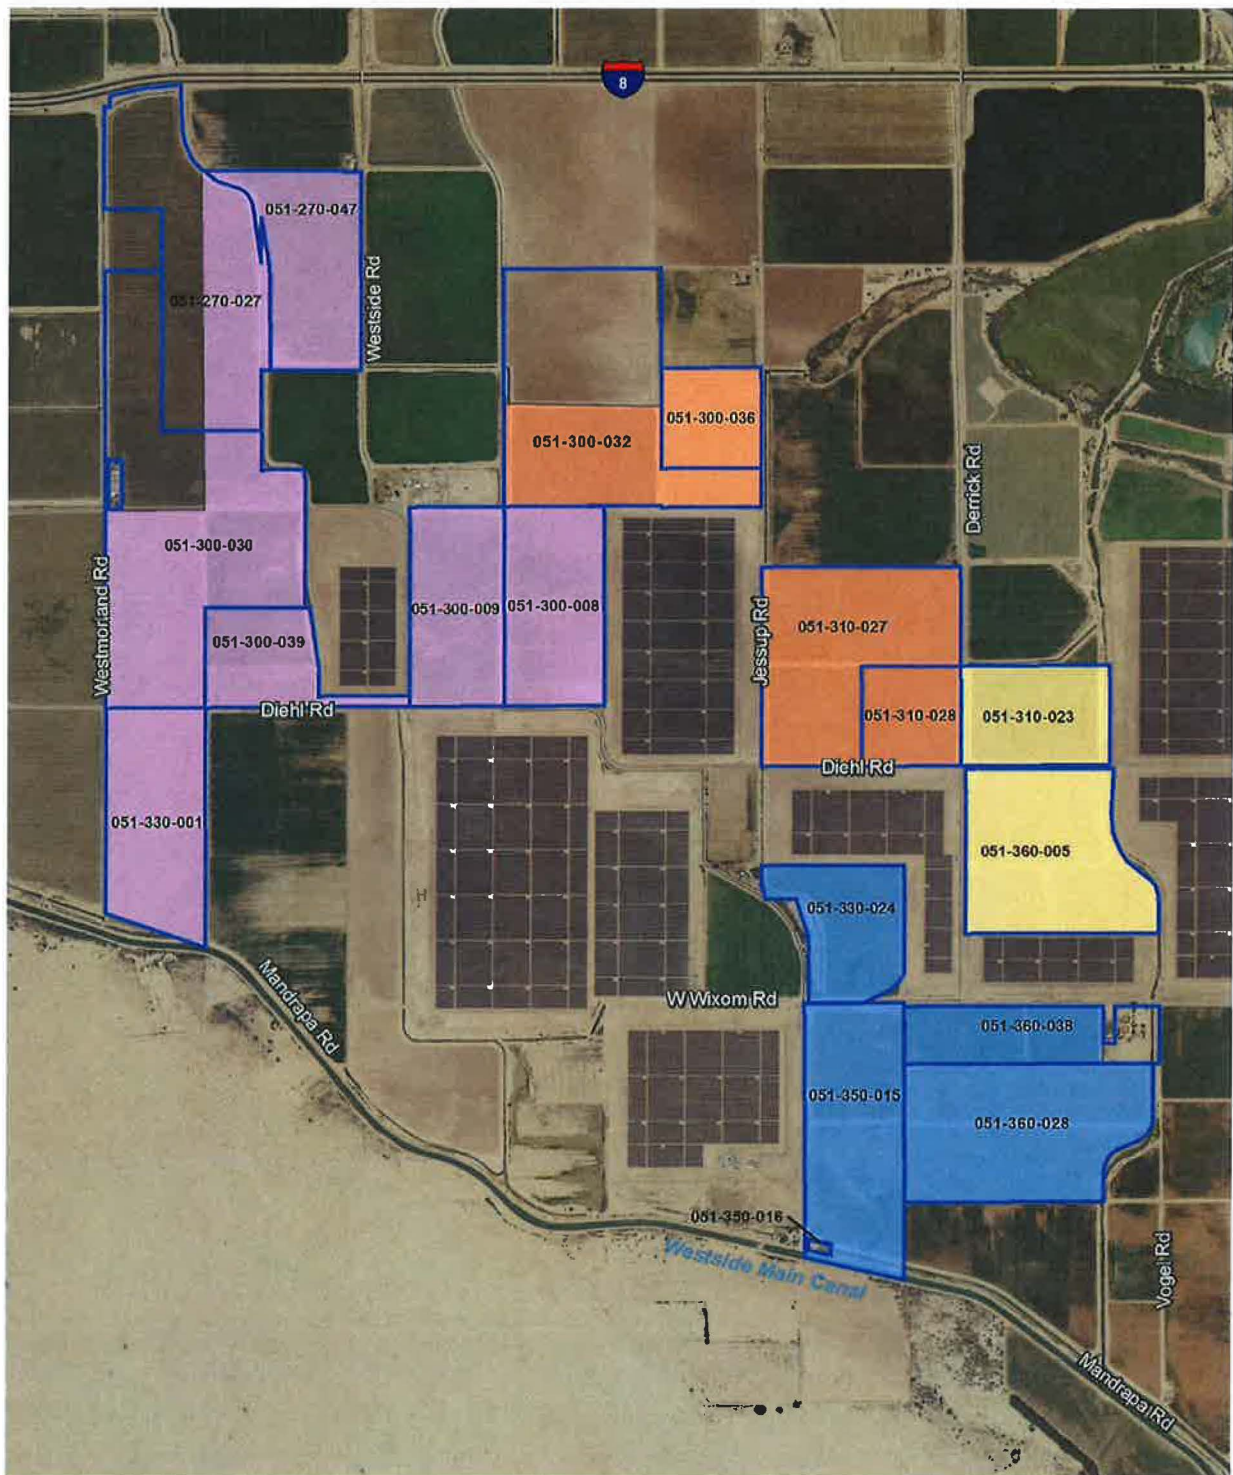 8
051-270-047
051-270-027
Westside Rd
051-300-036
051-300-032
Derrick Rd
051-300-030
Westmorland Rd
051-300-009
051-300-008
051-300-039
051-310-027
Jessup Rd
Diehl Rd
051-310-028
051-310-023
Diehl Rd
051-330-001
051-360-005
051-330-024
Mandrapa Rd
W Wixom Rd
051-360-038
051-350-015
051-360-028
051-350-016
Westside Main Canal
Vogel Rd
Mandrapa Rd